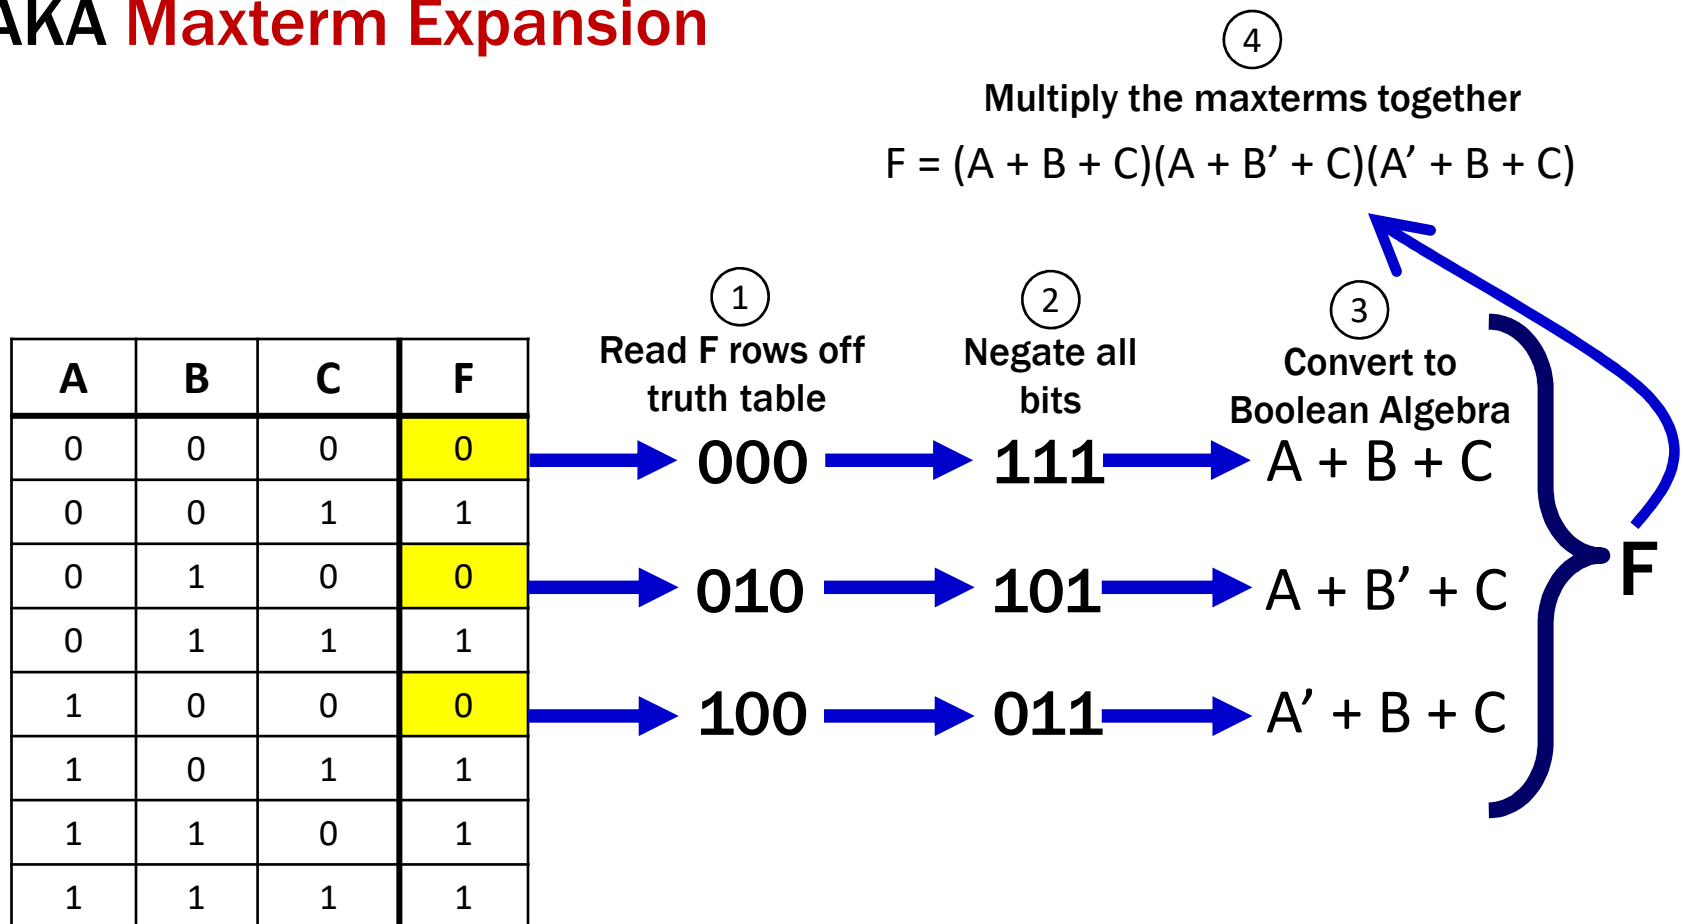 AKA Maxterm Expansion
4
Multiply the maxterms together
F = (A + B + C)(A + B’ + C)(A’ + B + C)
1
Read F rows off
truth table
2
Negate all
bits
3
Convert to
Boolean Algebra
A B C F
0 0 0 0
0 0 1 1
0 1 0 0
0 1 1 1
1 0 0 0
1 0 1 1
1 1 0 1
1 1 1 1
000 111 A + B + C
010 101 A + B’ + C
100 011 A’ + B + C
F